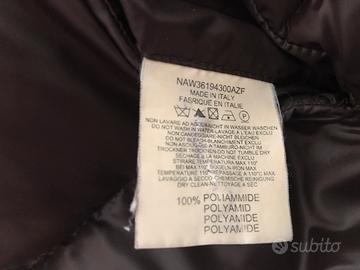 NAW36194300AZF
MADE IN ITALY
FABRIQUE EN ITALIE
NON LAVARE AD ACQUA-NICHT IN WASSER WASCHEN
DO NOT WASH IN WATER-LAVAGE A L'EAU EXCLU
NON CANDEGGIARE-NICHT BLEICHEN
DO NOT BLEACH-BLANCHIMENT EXCLU
NON ASCIUGARE A TAMBURO-NICHT IM
TROCKNER TROCKNEN DO NOT TUMBLE DRY
SECHAGE A LA MACHINE EXCLU
STIRARE TEMPERATURA MAX 110°
BEI MAX 110° BUGELN IRON MAX
TEMPERATURE 110° REPASSAGE A MAX 110°
LAVAGGIO A SECCO-CHEMISCHE REINIGUNG
DRY CLEAN-NETTOYAGE A SEC
100% POLIAMMIDE
POLYAMID
POLYAMIDE
POLYAMIDE
subito